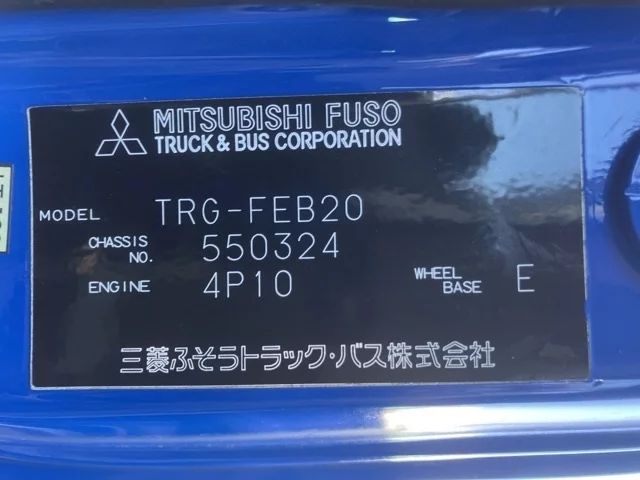 MITSUBISHI FUSO
TRUCK & BUS CORPORATION
MODEL TRG-FEB20
CHASSIS NO. 550324
ENGINE 4P10 WHEEL BASE E
三菱ふそうトラック・バス株式会社